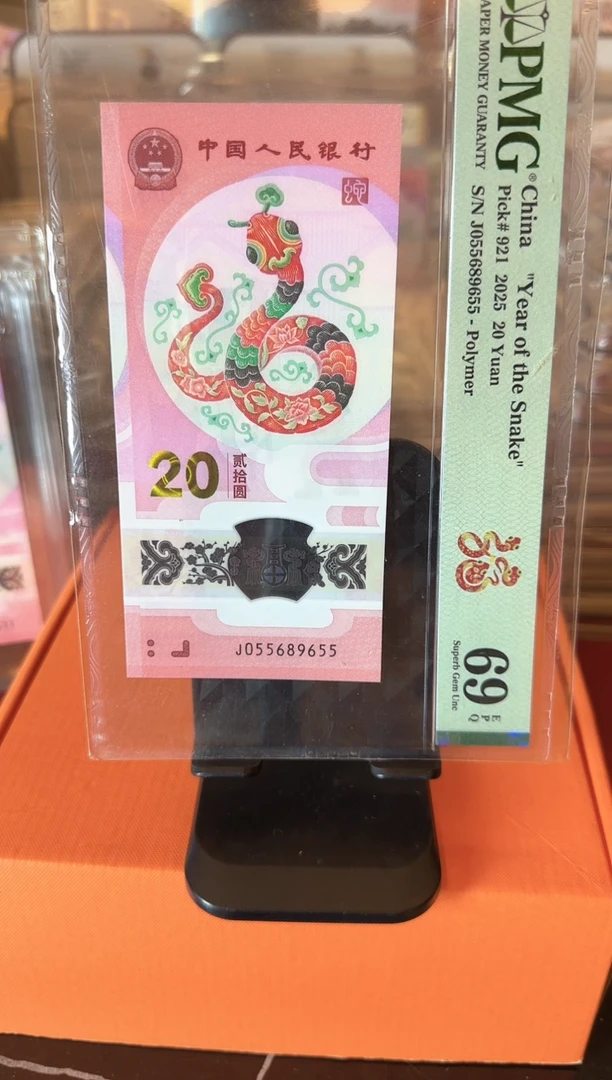 中国人民银行
蛇
20
贰拾圆
J055689655
PMG®
PAPER MONEY GUARANTY
China "Year of the Snake"
Pick# 921 2025 20 Yuan
S/N J055689655 - Polymer
69 EPQ
Superb Gem Unc